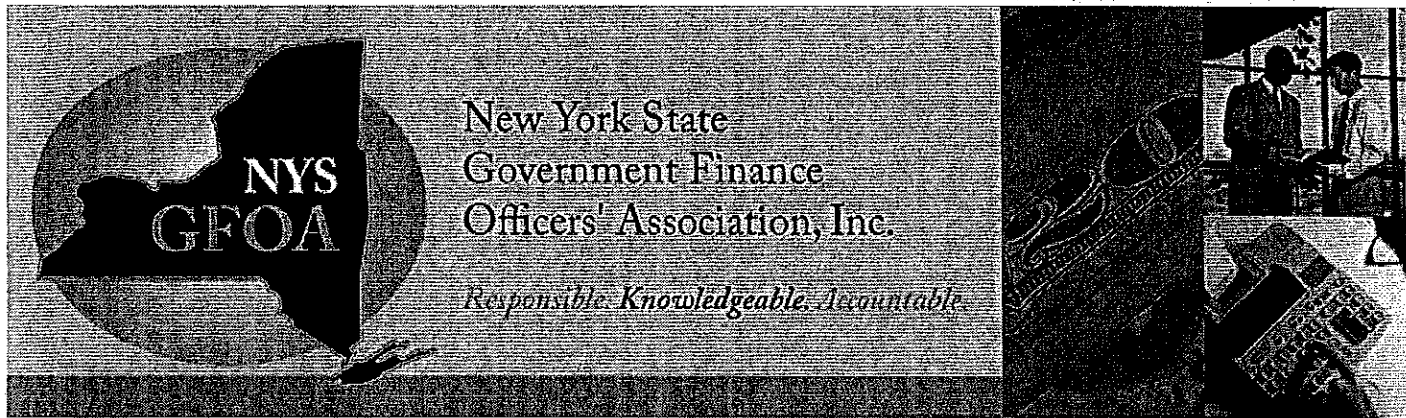 NYS
GFOA
New York State
Government Finance
Officers' Association, Inc.
Responsible. Knowledgeable. Accountable.